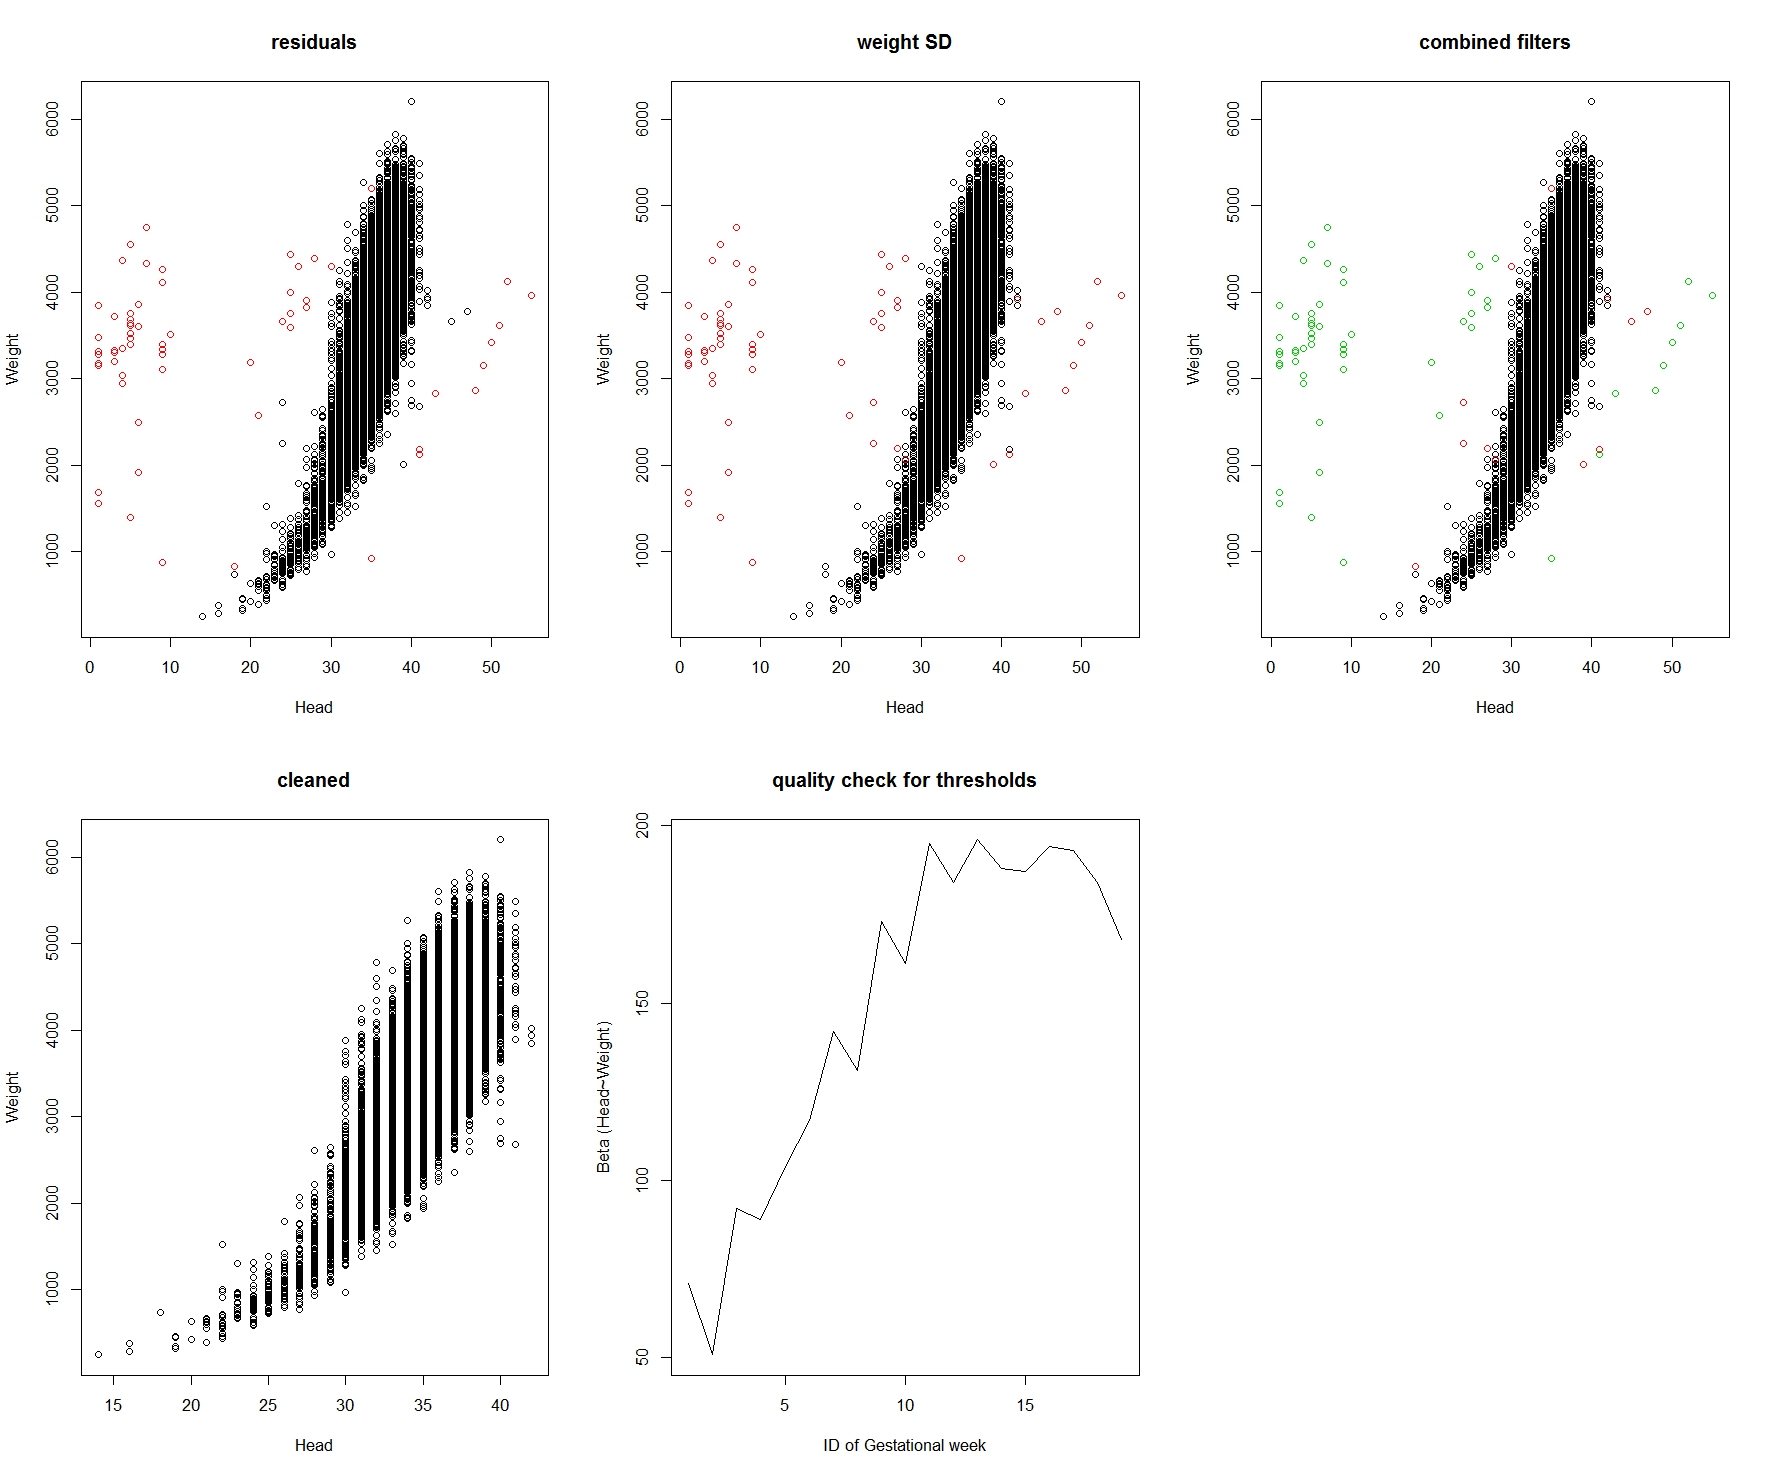 residuals
6000
5000
4000
3000
2000
1000
Weight
0 10 20 30 40 50
Head
weight SD
6000
5000
4000
3000
2000
1000
Weight
0 10 20 30 40 50
Head
combined filters
6000
5000
4000
3000
2000
1000
Weight
0 10 20 30 40 50
Head
cleaned
6000
5000
4000
3000
2000
1000
Weight
15 20 25 30 35 40
Head
quality check for thresholds
200
150
100
50
Beta (Head~Weight)
5 10 15
ID of Gestational week